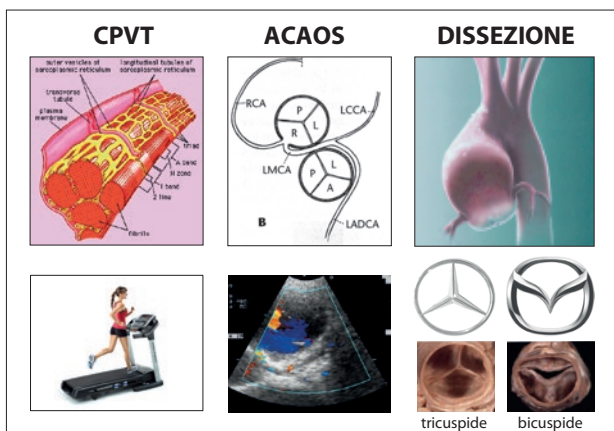 CPVT
ACAOS
DISSEZIONE
outer vesicles of
sarcoplasmic reticulum
longitudinal tubules of
sarcoplasmic reticulum
transverse
tubule
plasma
membrane
triad
A band
H zone
I band
Z line
fibrils
RCA
P
R
L
LCCA
LMCA
P
L
A
B
LADCA
tricuspide
bicuspide